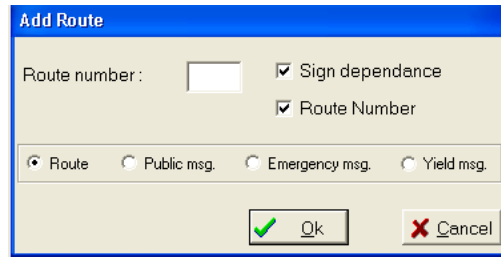 Add Route
Route number : Sign dependance
Route Number
Route Public msg. Emergency msg. Yield msg.
Ok Cancel